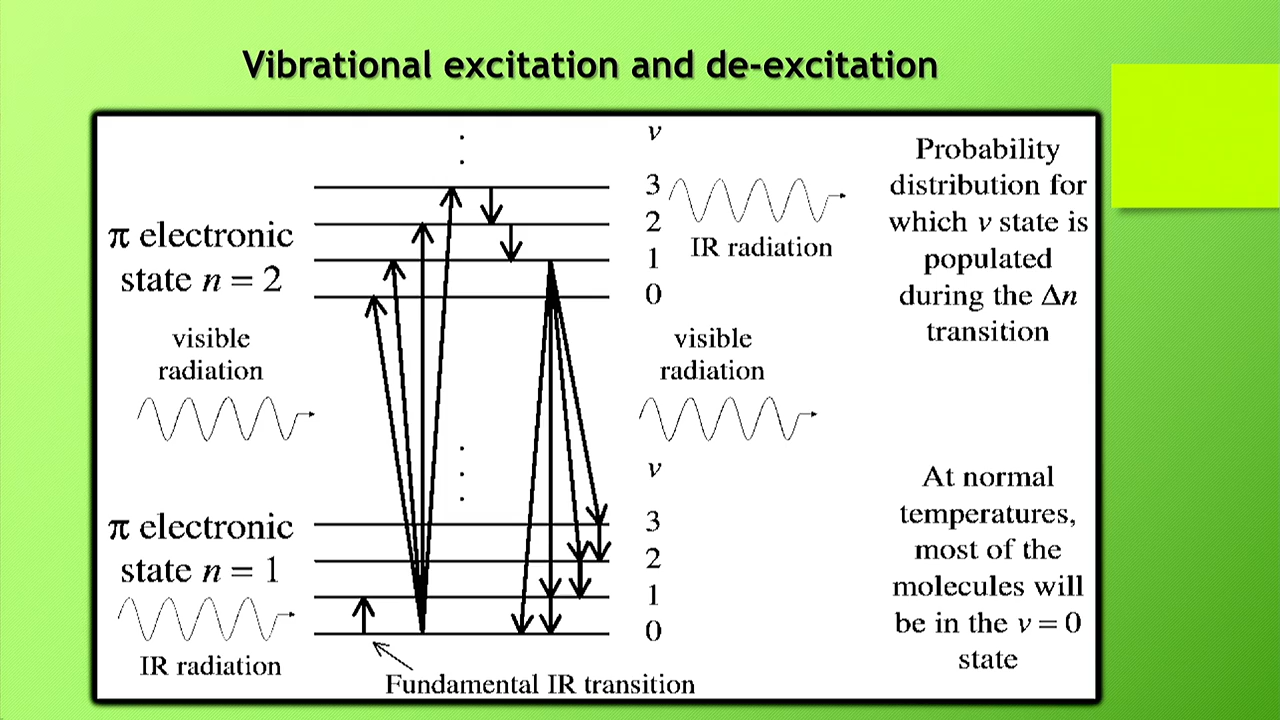 Vibrational excitation and de-excitation
π electronic
state n = 2
visible
radiation
π electronic
state n = 1
IR radiation
Fundamental IR transition
v
3
2
1
0
IR radiation
visible
radiation
v
3
2
1
0
Probability
distribution for
which v state is
populated
during the Δn
transition
At normal
temperatures,
most of the
molecules will
be in the v = 0
state